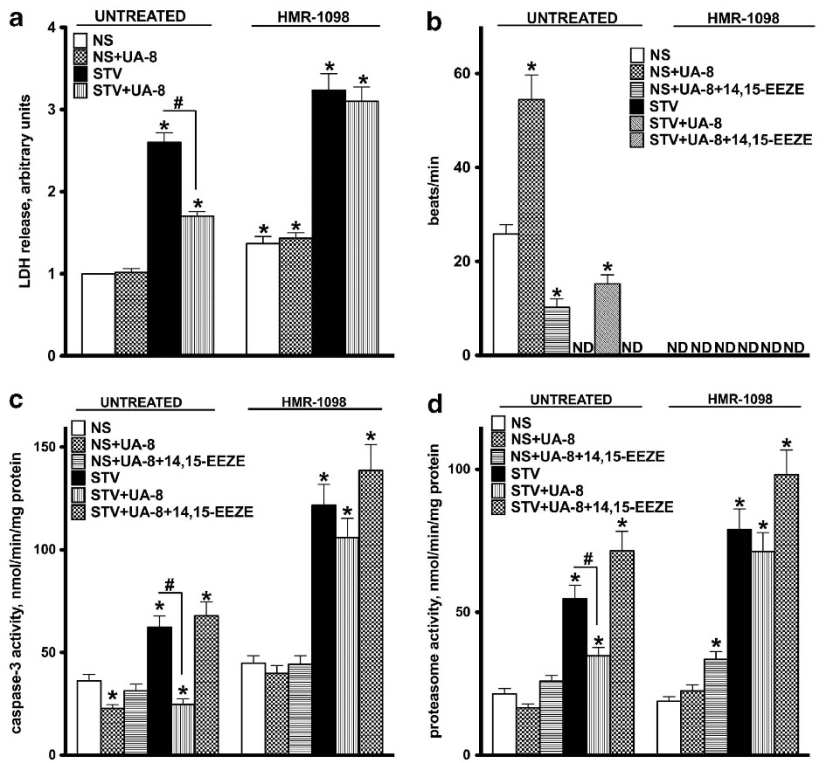 a
UNTREATED
HMR-1098
NS
NS+UA-8
STV
STV+UA-8
LDH release, arbitrary units
4
3
2
1
0
*
#
*
*
*
*
*
b
UNTREATED
HMR-1098
NS
NS+UA-8
NS+UA-8+14,15-EEZE
STV
STV+UA-8
STV+UA-8+14,15-EEZE
beats/min
60
40
20
0
*
*
ND
*
ND
ND ND ND ND ND ND
c
UNTREATED
HMR-1098
NS
NS+UA-8
NS+UA-8+14,15-EEZE
STV
STV+UA-8
STV+UA-8+14,15-EEZE
caspase-3 activity, nmol/min/mg protein
150
100
50
0
*
*
#
*
*
*
*
*
d
UNTREATED
HMR-1098
NS
NS+UA-8
NS+UA-8+14,15-EEZE
STV
STV+UA-8
STV+UA-8+14,15-EEZE
proteasome activity, nmol/min/mg protein
100
50
0
*
#
*
*
*
*
*
*